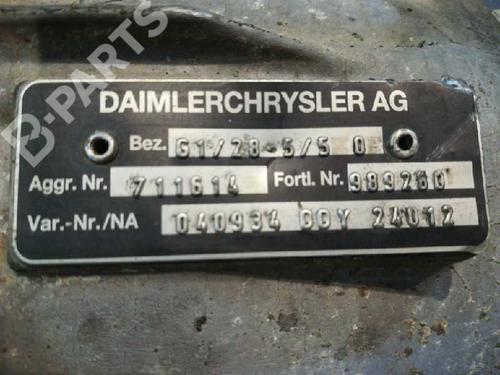 DAIMLERCHRYSLER AG
Bez. G1/28-5/5 0
Aggr. Nr. 711614 Fortl. Nr. 989260
Var.-Nr./NA 040934 DDY 24012
B-PARTS